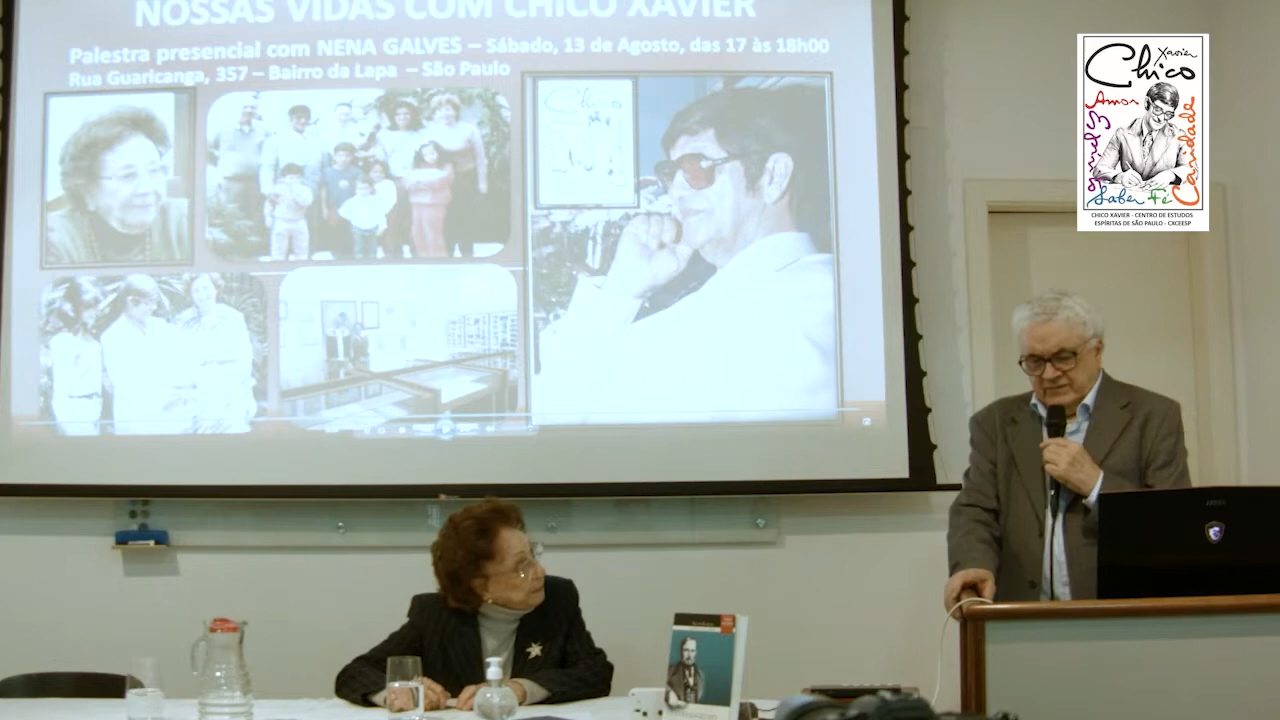 NOSSAS VIDAS COM CHICO XAVIER
Palestra presencial com NENA GALVES – Sábado, 13 de Agosto, das 17 às 18h00
Rua Guaricanga, 357 – Bairro da Lapa – São Paulo
Chico
Chico Xavier
Amor
Caridade
Saber Fé
CHICO XAVIER - CENTRO DE ESTUDOS
ESPÍRITAS DE SÃO PAULO - CXCEESP